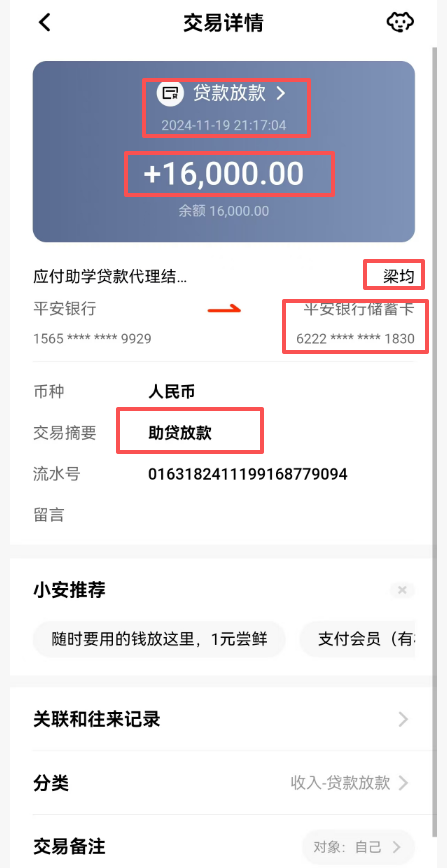 交易详情
贷款放款
2024-11-19 21:17:04
+16,000.00
余额 16,000.00
应付助学贷款代理结... 梁均
平安银行 平安银行储蓄卡
1565 **** **** 9929 6222 **** **** 1830
币种 人民币
交易摘要 助贷放款
流水号 0163182411199168779094
留言
小安推荐
随时要用的钱放这里，1元尝鲜 支付会员（有
关联和往来记录
分类 收入-贷款放款
交易备注 对象：自己